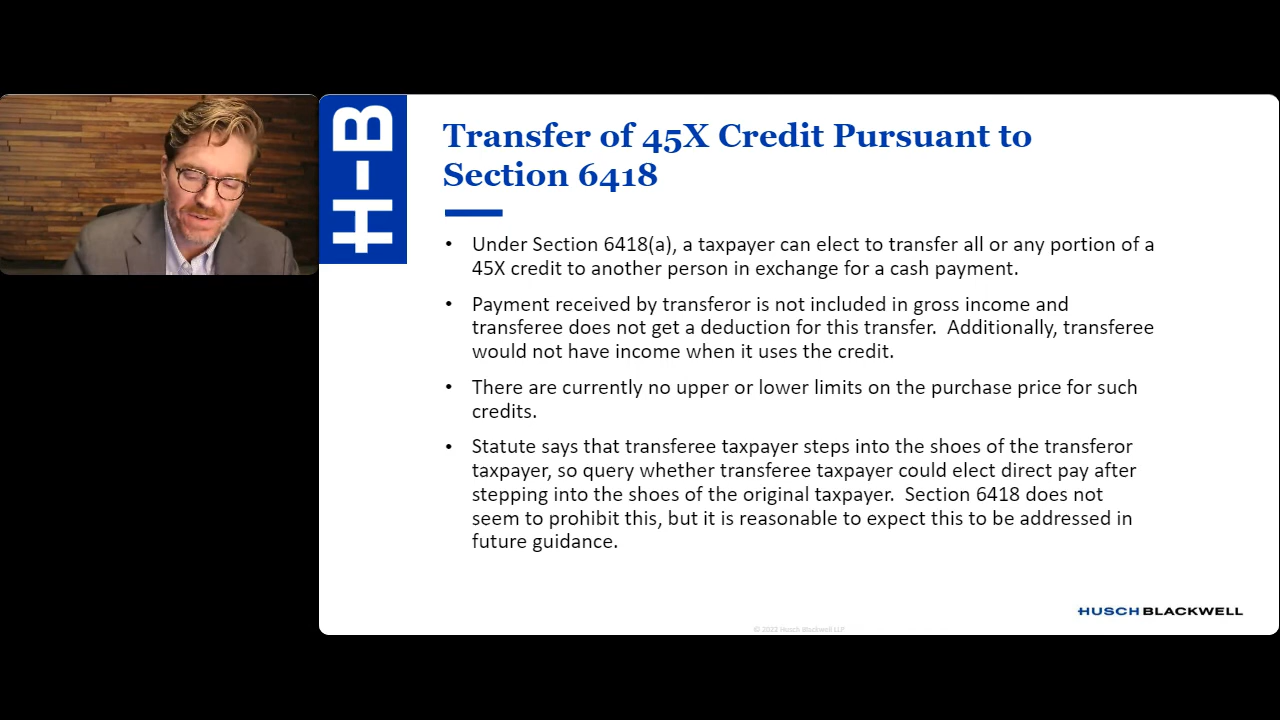 H-B
Transfer of 45X Credit Pursuant to
Section 6418
• Under Section 6418(a), a taxpayer can elect to transfer all or any portion of a
45X credit to another person in exchange for a cash payment.
• Payment received by transferor is not included in gross income and
transferee does not get a deduction for this transfer.  Additionally, transferee
would not have income when it uses the credit.
• There are currently no upper or lower limits on the purchase price for such
credits.
• Statute says that transferee taxpayer steps into the shoes of the transferor
taxpayer, so query whether transferee taxpayer could elect direct pay after
stepping into the shoes of the original taxpayer.  Section 6418 does not
seem to prohibit this, but it is reasonable to expect this to be addressed in
future guidance.
HUSCH BLACKWELL
© 2022 Husch Blackwell LLP